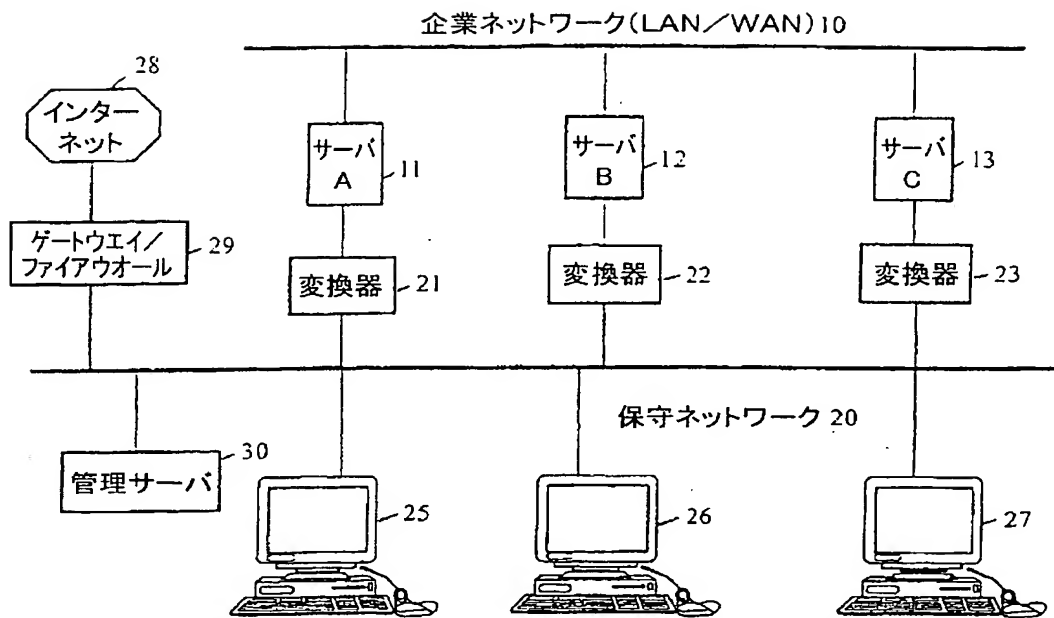 企業ネットワーク(LAN/WAN)10
28
インター
ネット
サーバ
A
11
サーバ
B
12
サーバ
C
13
ゲートウエイ/
ファイアウオール
29
変換器
21
変換器
22
変換器
23
保守ネットワーク 20
管理サーバ
30
25
26
27